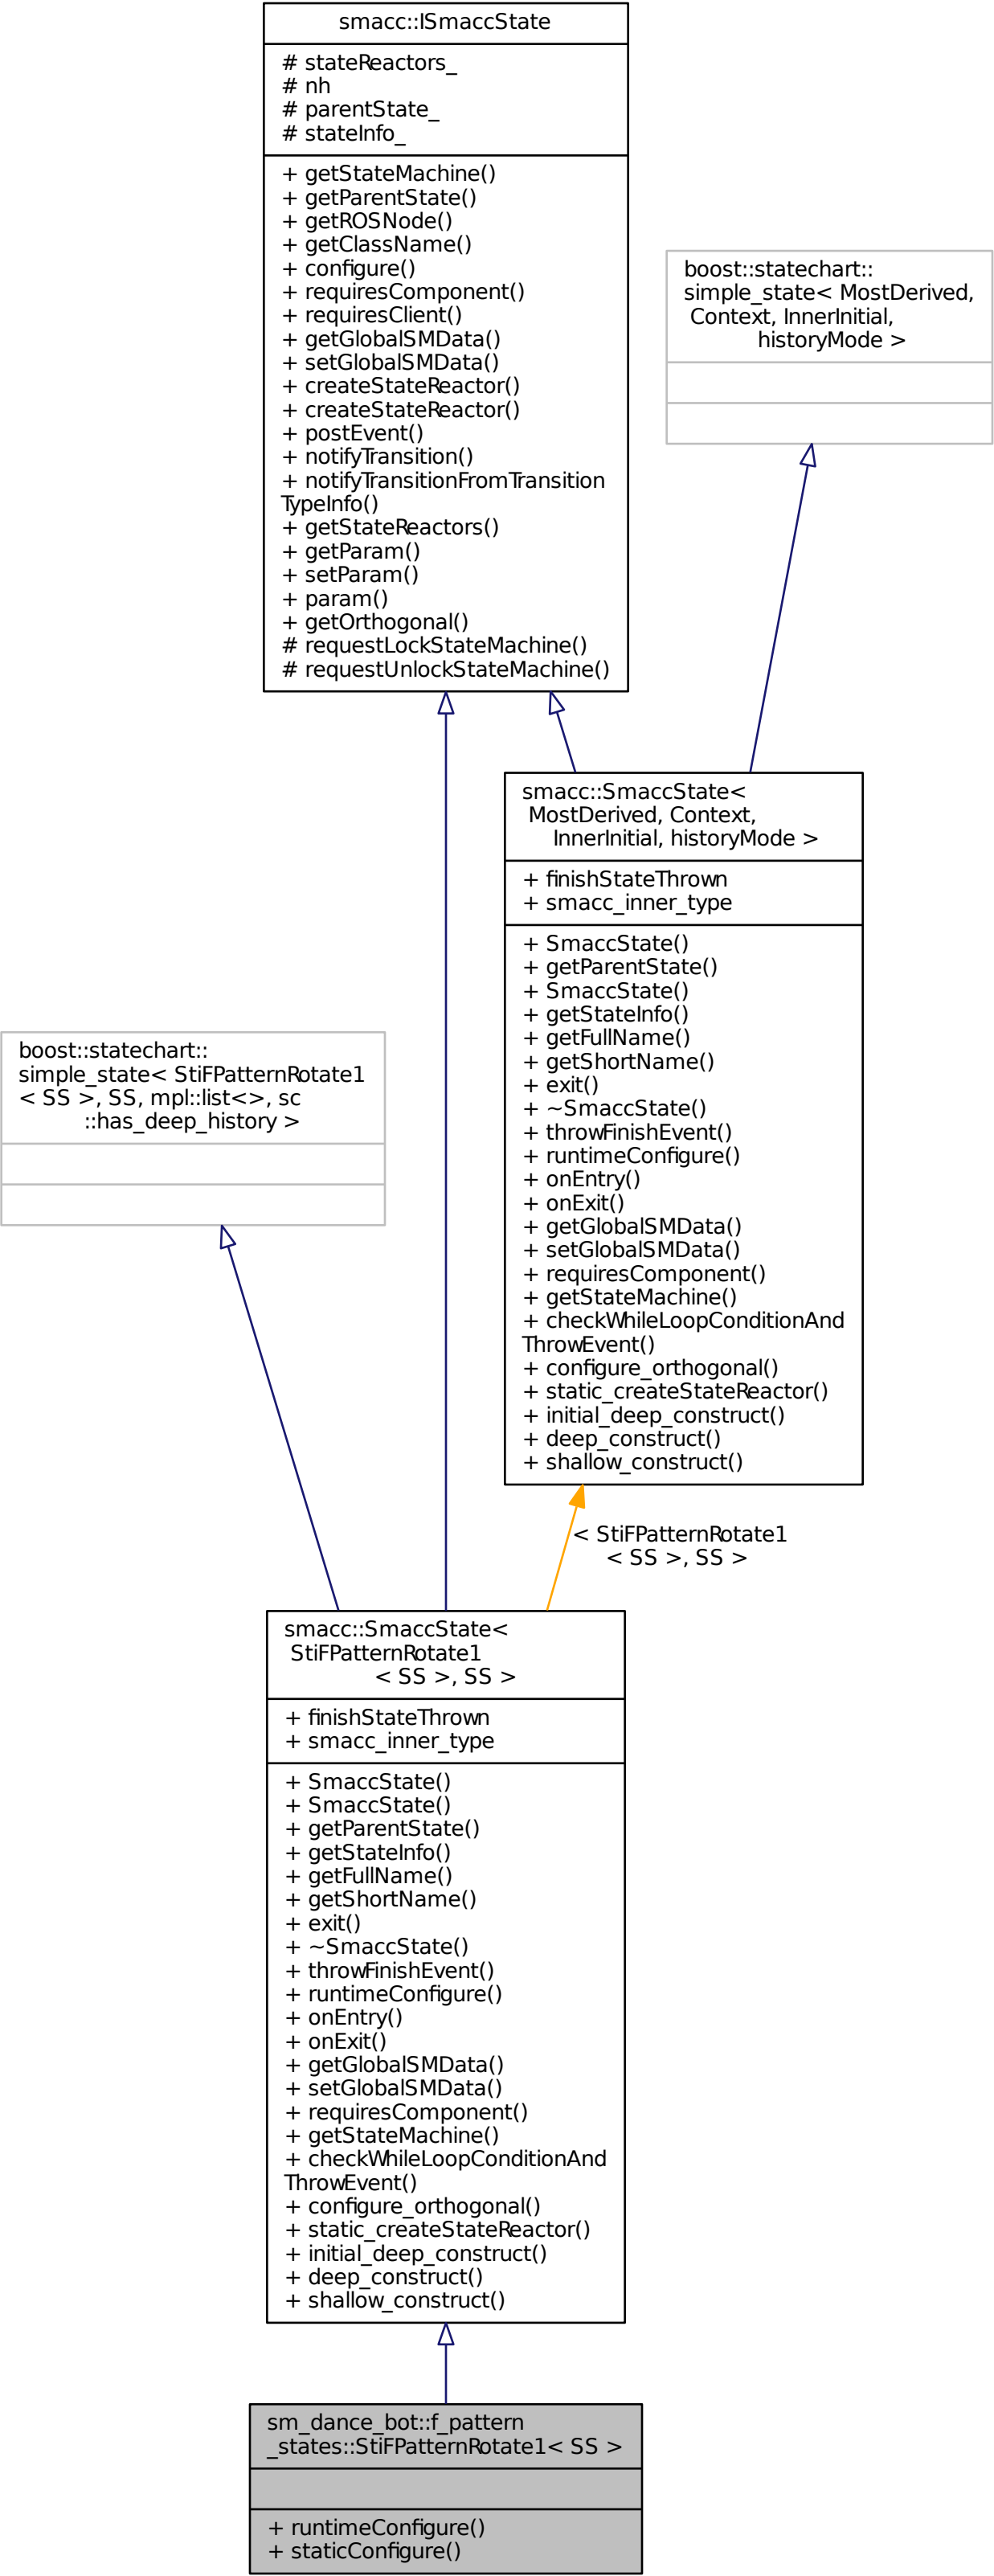 smacc::ISmaccState
# stateReactors_
# nh
# parentState_
# stateInfo_
+ getStateMachine()
+ getParentState()
+ getROSNode()
+ getClassName()
+ configure()
+ requiresComponent()
+ requiresClient()
+ getGlobalSMData()
+ setGlobalSMData()
+ createStateReactor()
+ createStateReactor()
+ postEvent()
+ notifyTransition()
+ notifyTransitionFromTransition
TypeInfo()
+ getStateReactors()
+ getParam()
+ setParam()
+ param()
+ getOrthogonal()
# requestLockStateMachine()
# requestUnlockStateMachine()
boost::statechart::
simple_state< MostDerived,
Context, InnerInitial,
historyMode >
smacc::SmaccState<
MostDerived, Context,
InnerInitial, historyMode >
+ finishStateThrown
+ smacc_inner_type
+ SmaccState()
+ getParentState()
+ SmaccState()
+ getStateInfo()
+ getFullName()
+ getShortName()
+ exit()
+ ~SmaccState()
+ throwFinishEvent()
+ runtimeConfigure()
+ onEntry()
+ onExit()
+ getGlobalSMData()
+ setGlobalSMData()
+ requiresComponent()
+ getStateMachine()
+ checkWhileLoopConditionAnd
ThrowEvent()
+ configure_orthogonal()
+ static_createStateReactor()
+ initial_deep_construct()
+ deep_construct()
+ shallow_construct()
boost::statechart::
simple_state< StiFPatternRotate1
< SS >, SS, mpl::list<>, sc
::has_deep_history >
< StiFPatternRotate1
< SS >, SS >
smacc::SmaccState<
StiFPatternRotate1
< SS >, SS >
+ finishStateThrown
+ smacc_inner_type
+ SmaccState()
+ SmaccState()
+ getParentState()
+ getStateInfo()
+ getFullName()
+ getShortName()
+ exit()
+ ~SmaccState()
+ throwFinishEvent()
+ runtimeConfigure()
+ onEntry()
+ onExit()
+ getGlobalSMData()
+ setGlobalSMData()
+ requiresComponent()
+ getStateMachine()
+ checkWhileLoopConditionAnd
ThrowEvent()
+ configure_orthogonal()
+ static_createStateReactor()
+ initial_deep_construct()
+ deep_construct()
+ shallow_construct()
sm_dance_bot::f_pattern
_states::StiFPatternRotate1< SS >
+ runtimeConfigure()
+ staticConfigure()